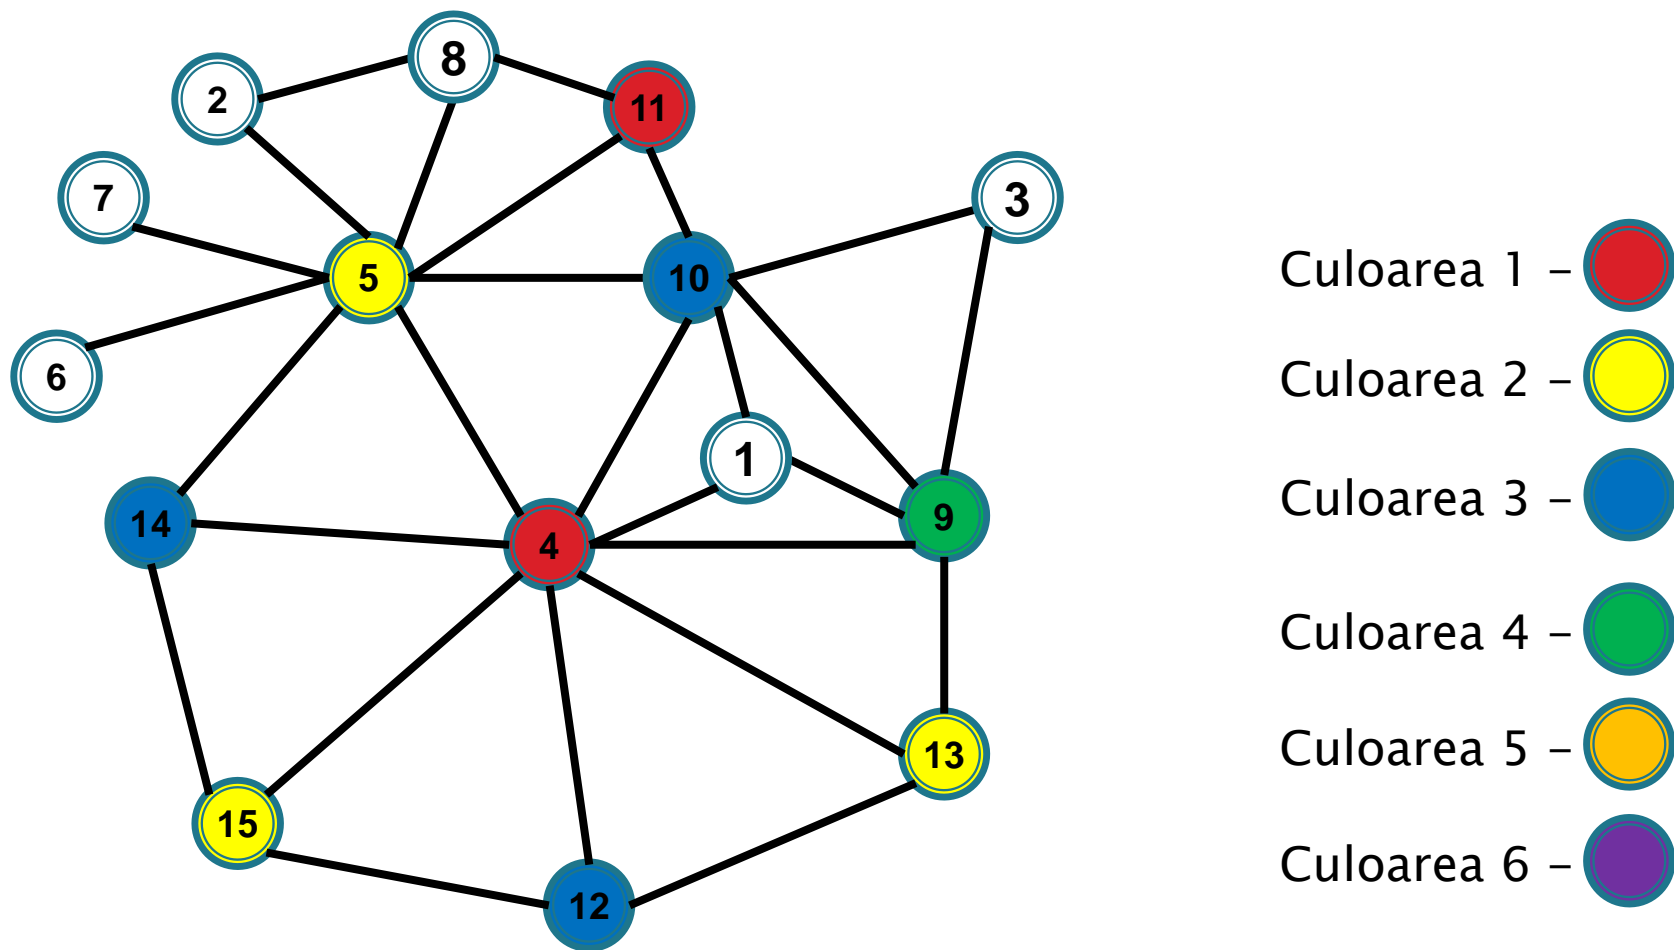 8
2
11
7
3
5
10
6
1
9
14
4
13
15
12
Culoarea 1 –
Culoarea 2 –
Culoarea 3 –
Culoarea 4 –
Culoarea 5 –
Culoarea 6 –